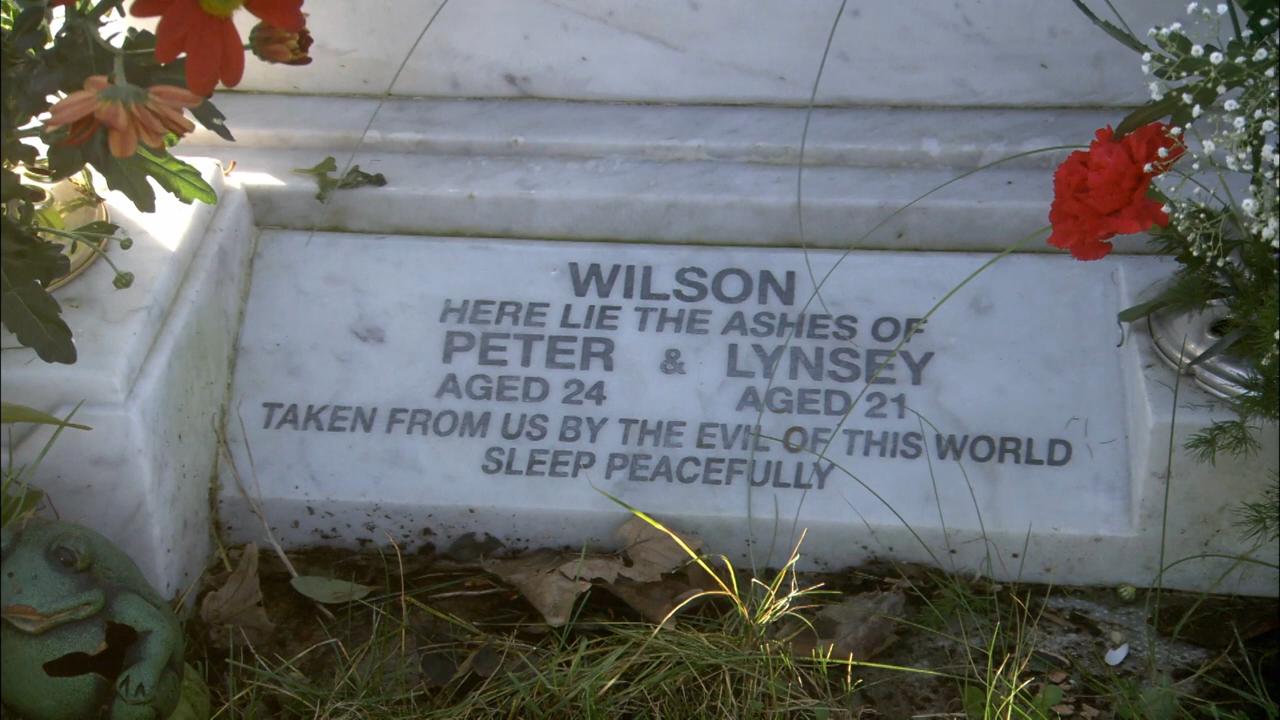 WILSON
HERE LIE THE ASHES OF
PETER & LYNSEY
AGED 24 AGED 21
TAKEN FROM US BY THE EVIL OF THIS WORLD
SLEEP PEACEFULLY